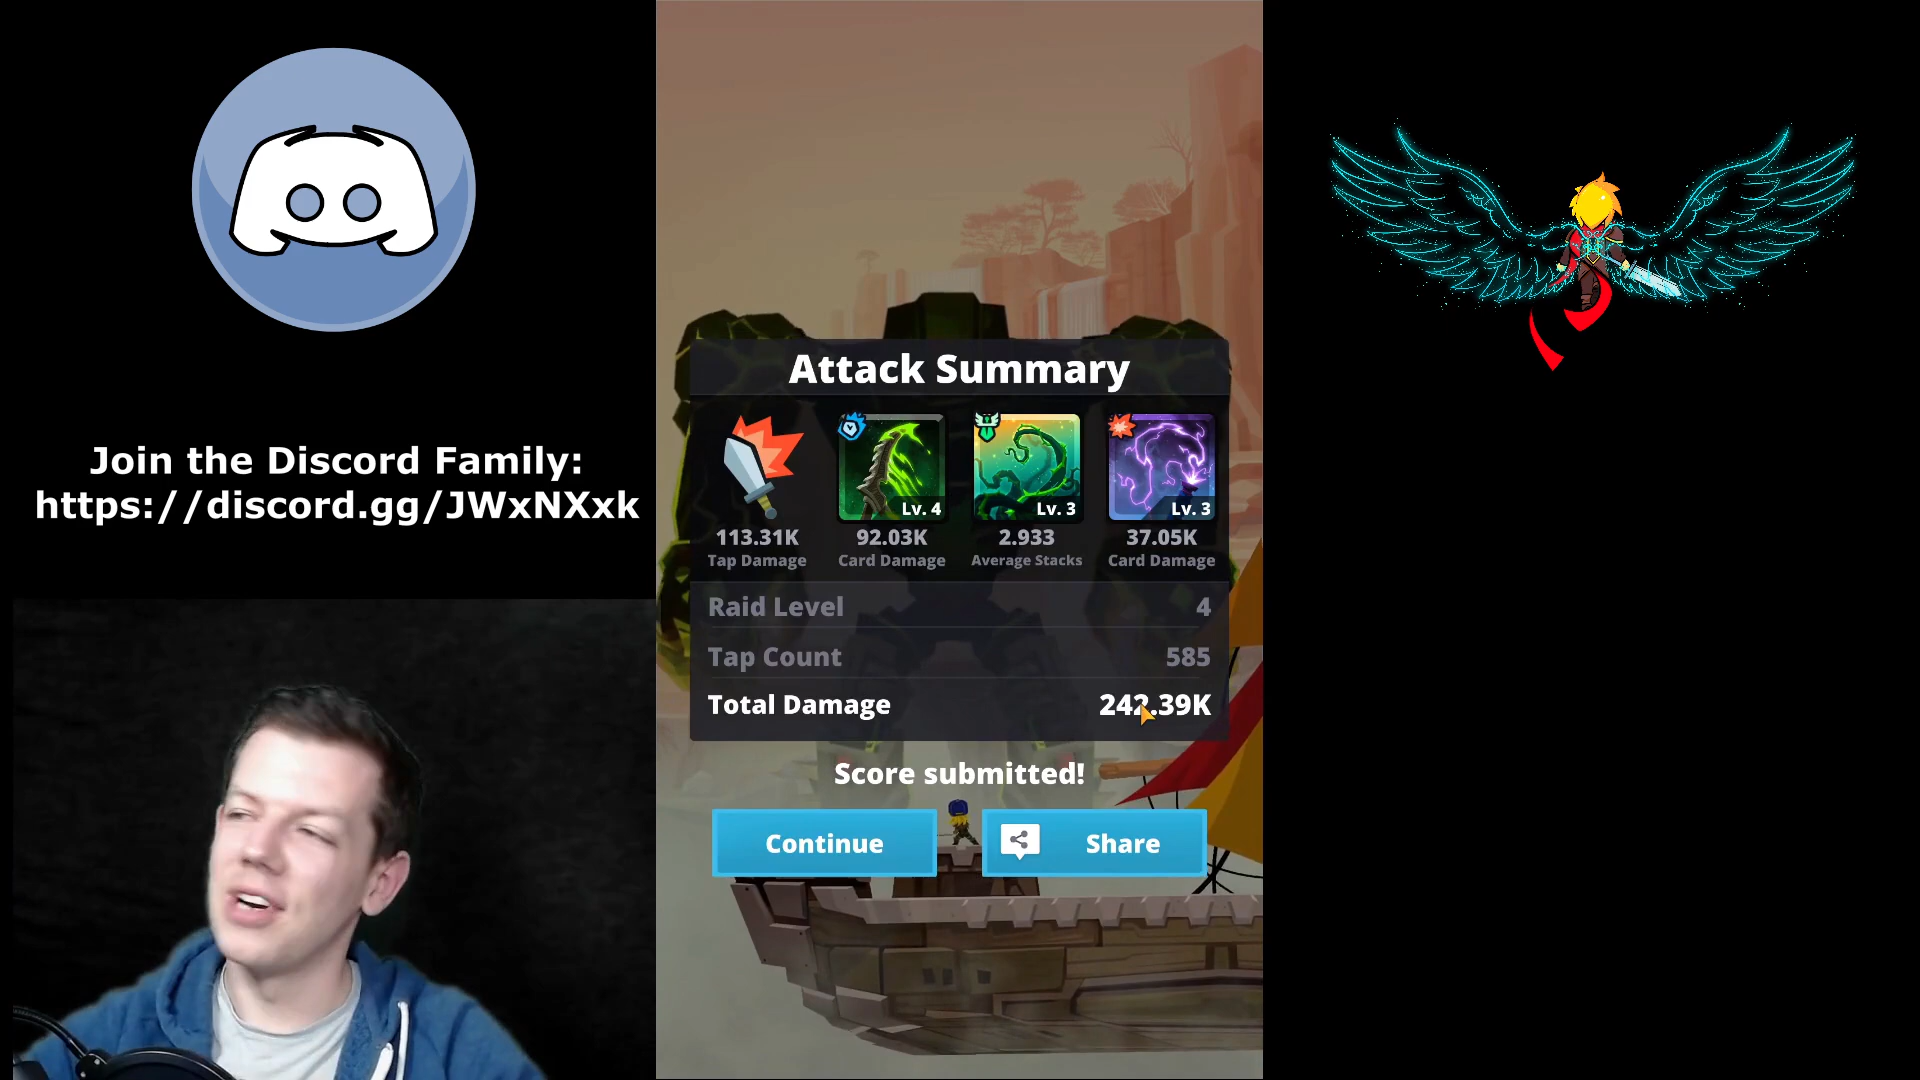 Join the Discord Family:
https://discord.gg/JWxNXxk
Attack Summary
Lv. 4
Lv. 3
Lv. 3
113.31K
92.03K
2.933
37.05K
Tap Damage
Card Damage
Average Stacks
Card Damage
Raid Level 4
Tap Count 585
Total Damage 242.39K
Score submitted!
Continue
Share